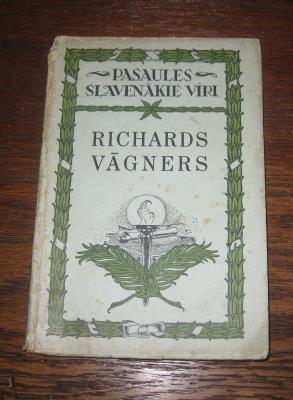 PASAULES
SLAVENĀKIE VĪRI
RICHARDS
VĀGNERS